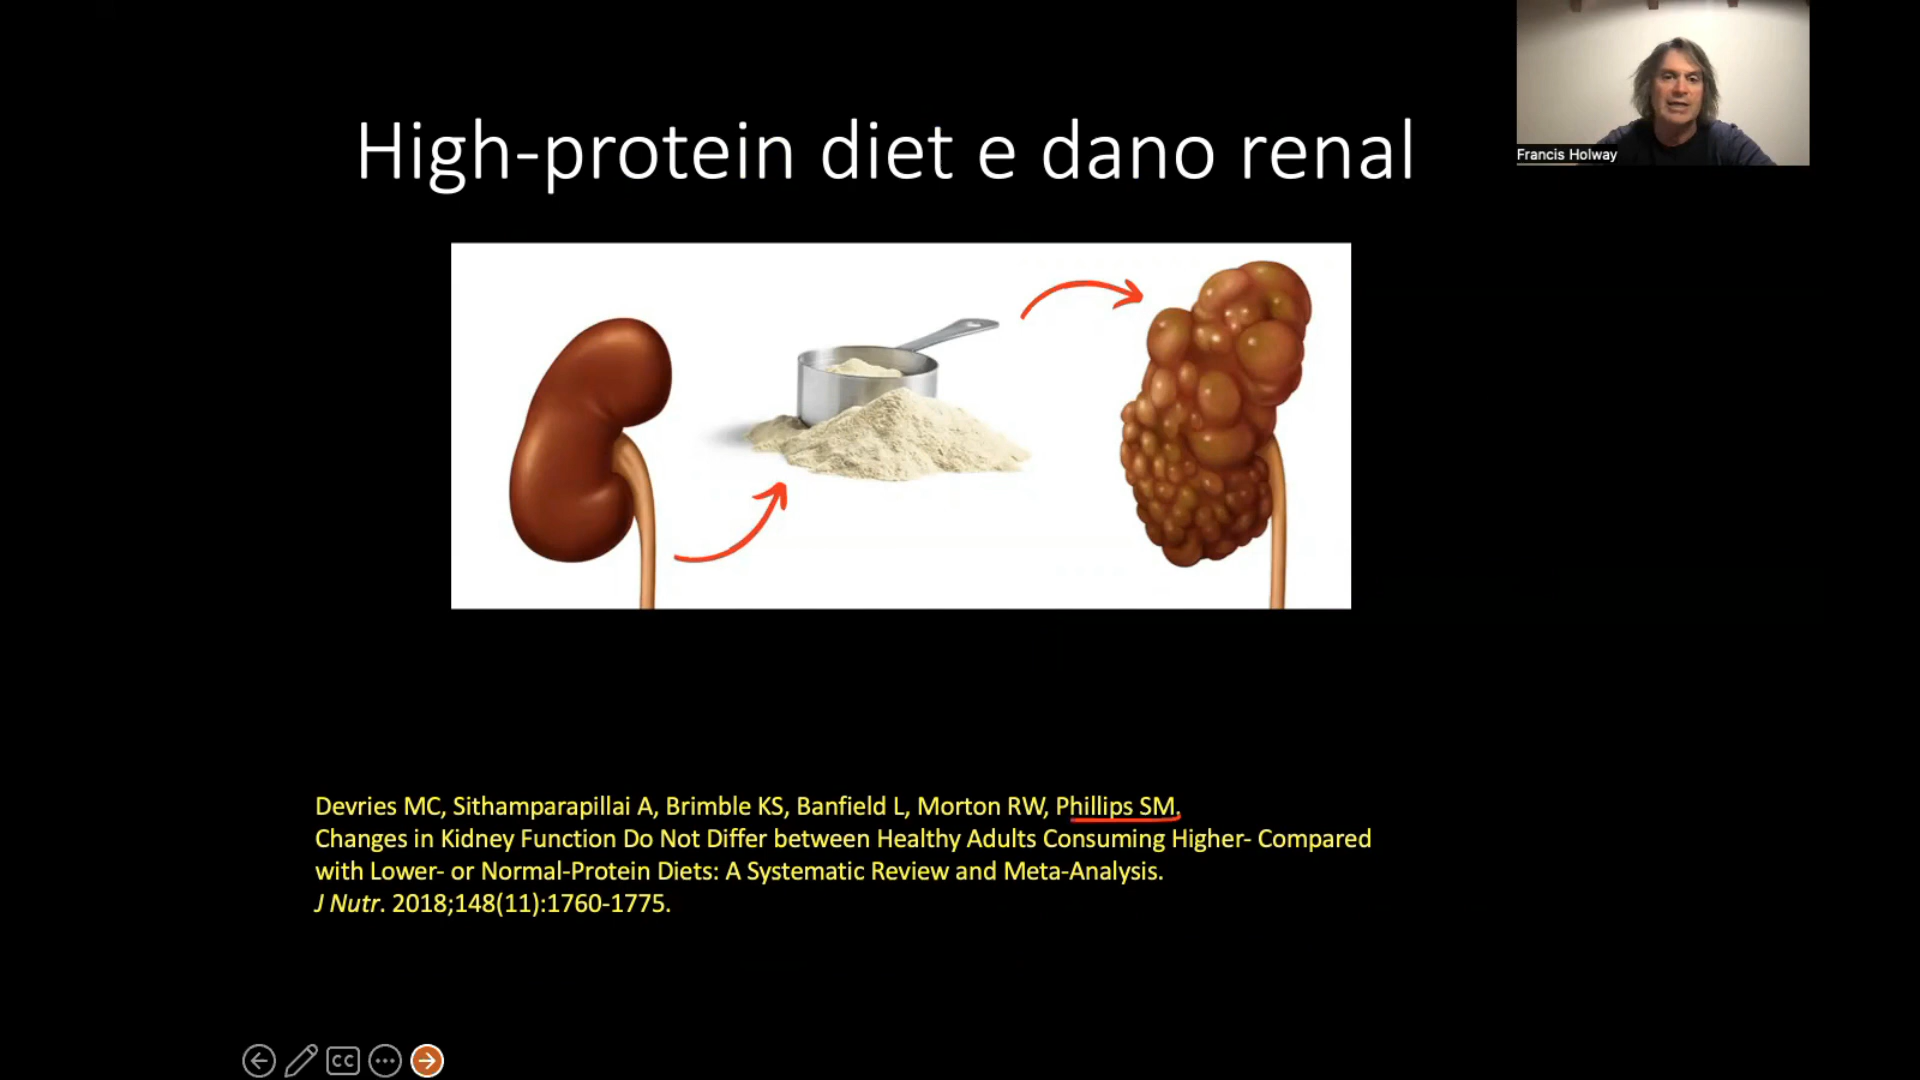 High-protein diet e dano renal
Francis Holway
Devries MC, Sithamparapillai A, Brimble KS, Banfield L, Morton RW, Phillips SM.
Changes in Kidney Function Do Not Differ between Healthy Adults Consuming Higher- Compared
with Lower- or Normal-Protein Diets: A Systematic Review and Meta-Analysis.
J Nutr. 2018;148(11):1760-1775.
CC